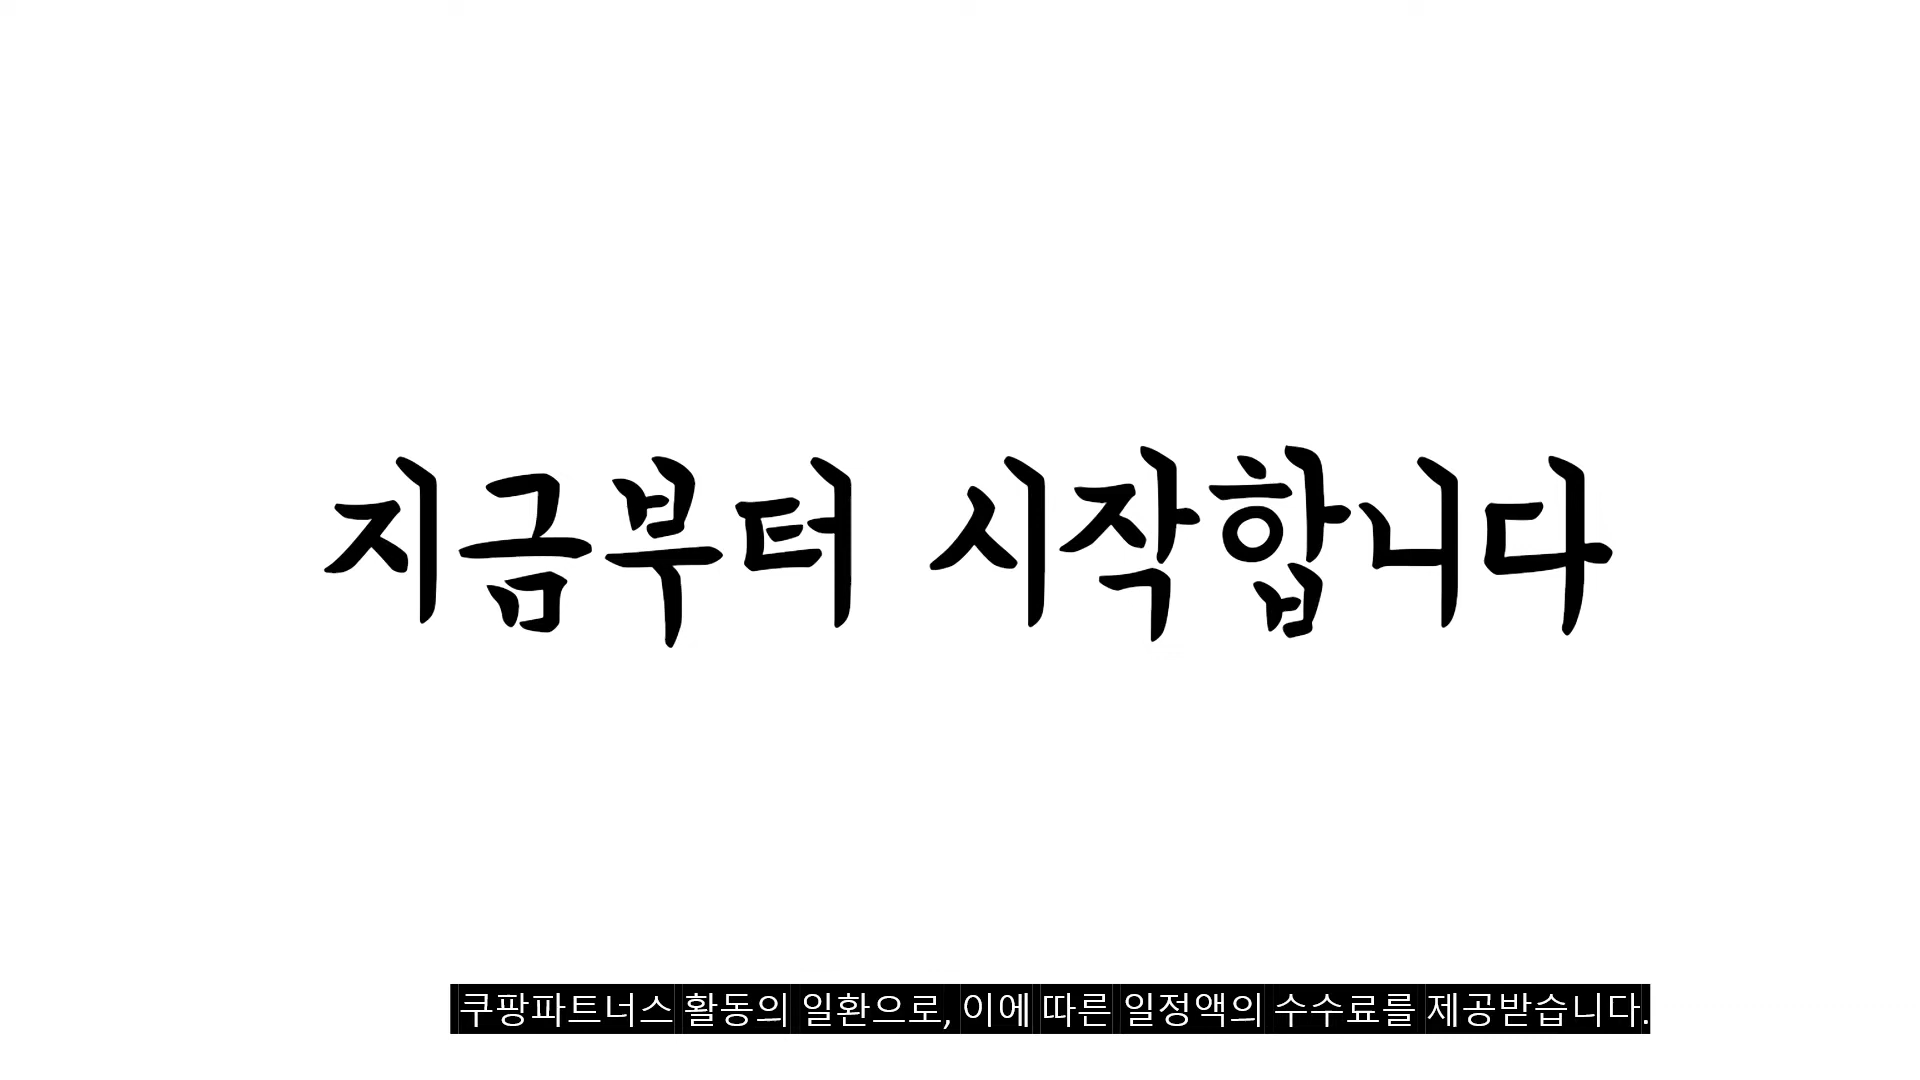 지금부터 시작합니다
쿠팡파트너스 활동의 일환으로, 이에 따른 일정액의 수수료를 제공받습니다.